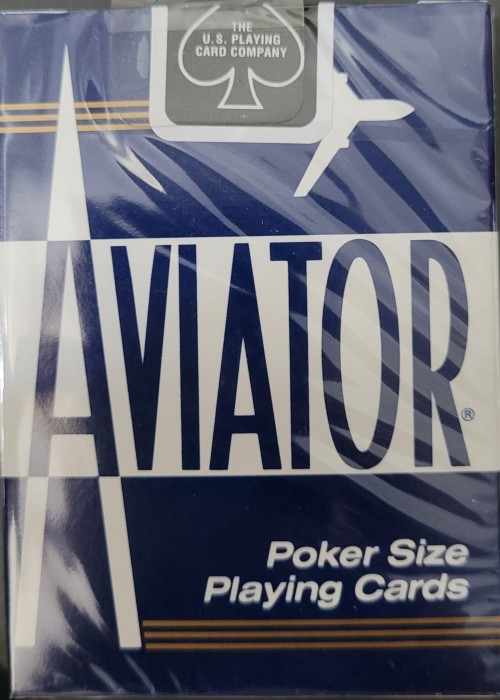 THE
U.S. PLAYING
CARD COMPANY
AVIATOR®
Poker Size
Playing Cards